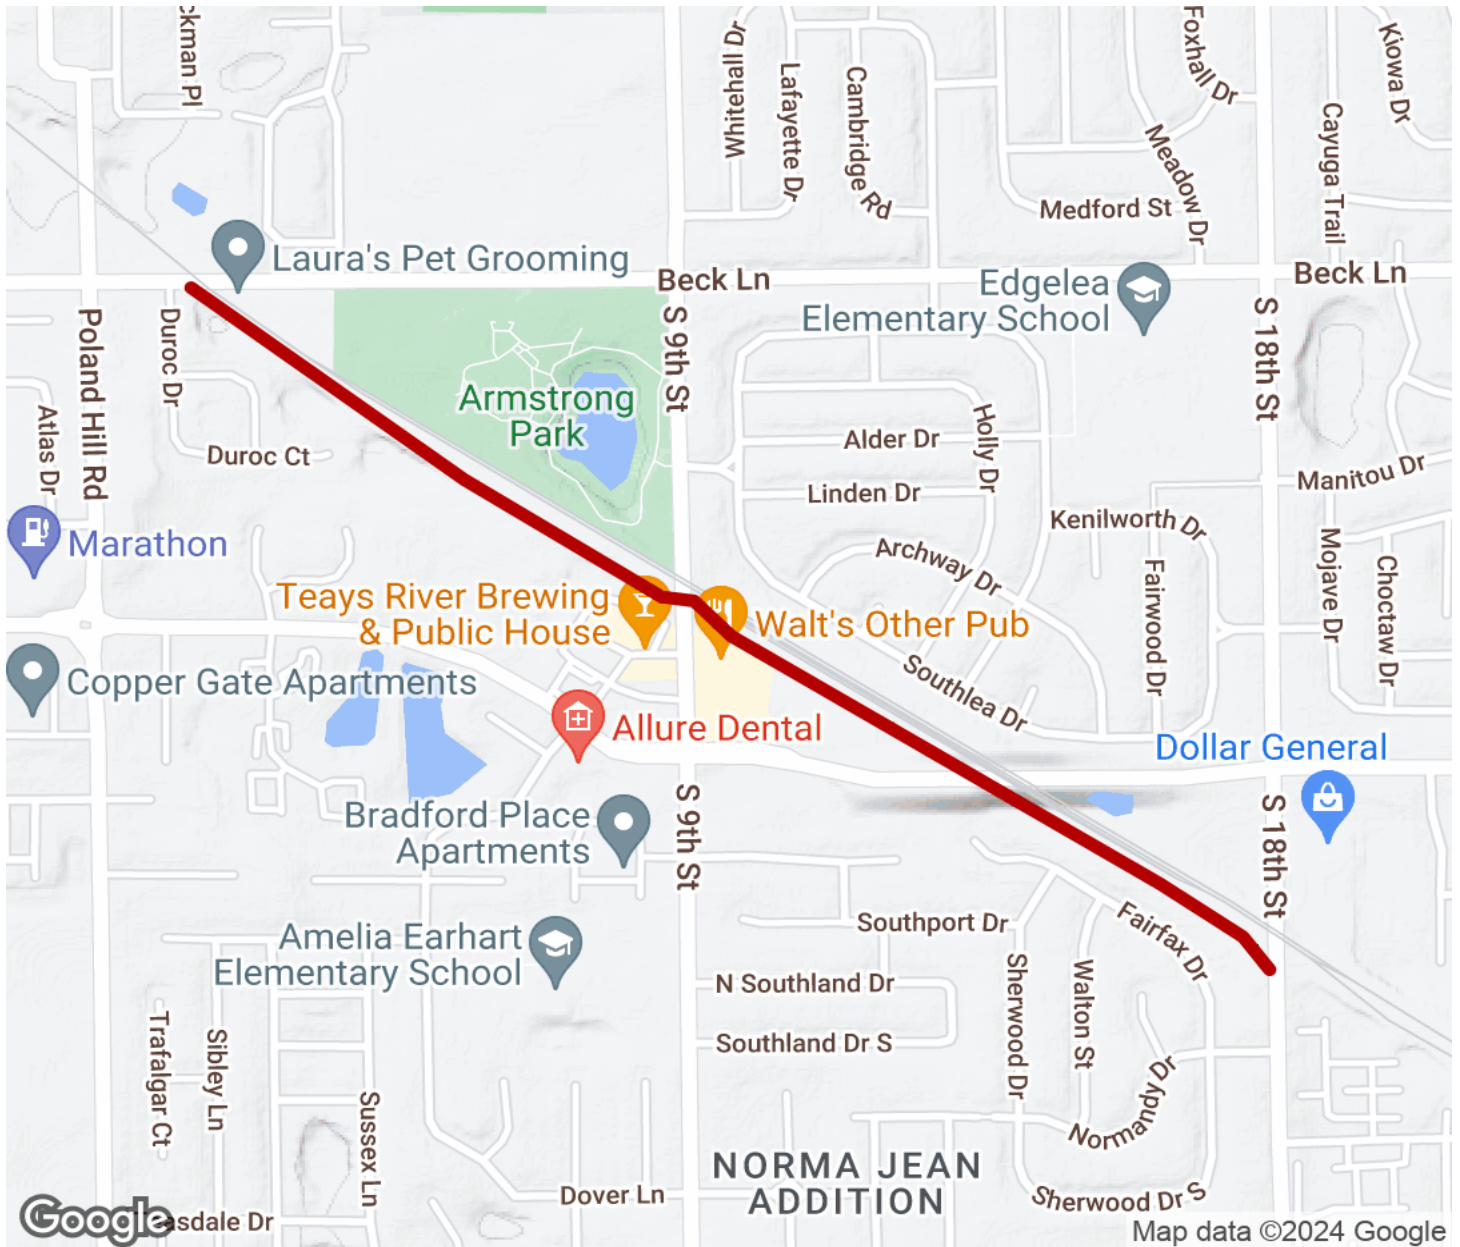 ckman Pl
Whitehall Dr
Lafayette Dr
Cambridge Rd
Foxhall Dr
Kiowa Dr
Cayuga Trail
Meadow Dr
Medford St
Laura's Pet Grooming
Beck Ln
Edgelea
Elementary School
Beck Ln
Poland Hill Rd
Duroc Dr
S 9th St
S 18th St
Atlas Dr
Armstrong
Park
Holly Dr
Alder Dr
Duroc Ct
Linden Dr
Manitou Dr
Marathon
Kenilworth Dr
Archway Dr
Mojave Dr
Choctaw Dr
Fairwood Dr
Teays River Brewing
& Public House
Walt's Other Pub
Copper Gate Apartments
Southlea Dr
Allure Dental
Dollar General
S 9th St
S 18th St
Bradford Place
Apartments
Southport Dr
Fairfax Dr
Amelia Earhart
Elementary School
N Southland Dr
Sherwood Dr
Walton St
Trafalgar Ct
Sibley Ln
Southland Dr S
Sussex Ln
Normandy Dr
NORMA JEAN
ADDITION
Dover Ln
Sherwood Dr S
Google
asdale Dr
Map data ©2024 Google